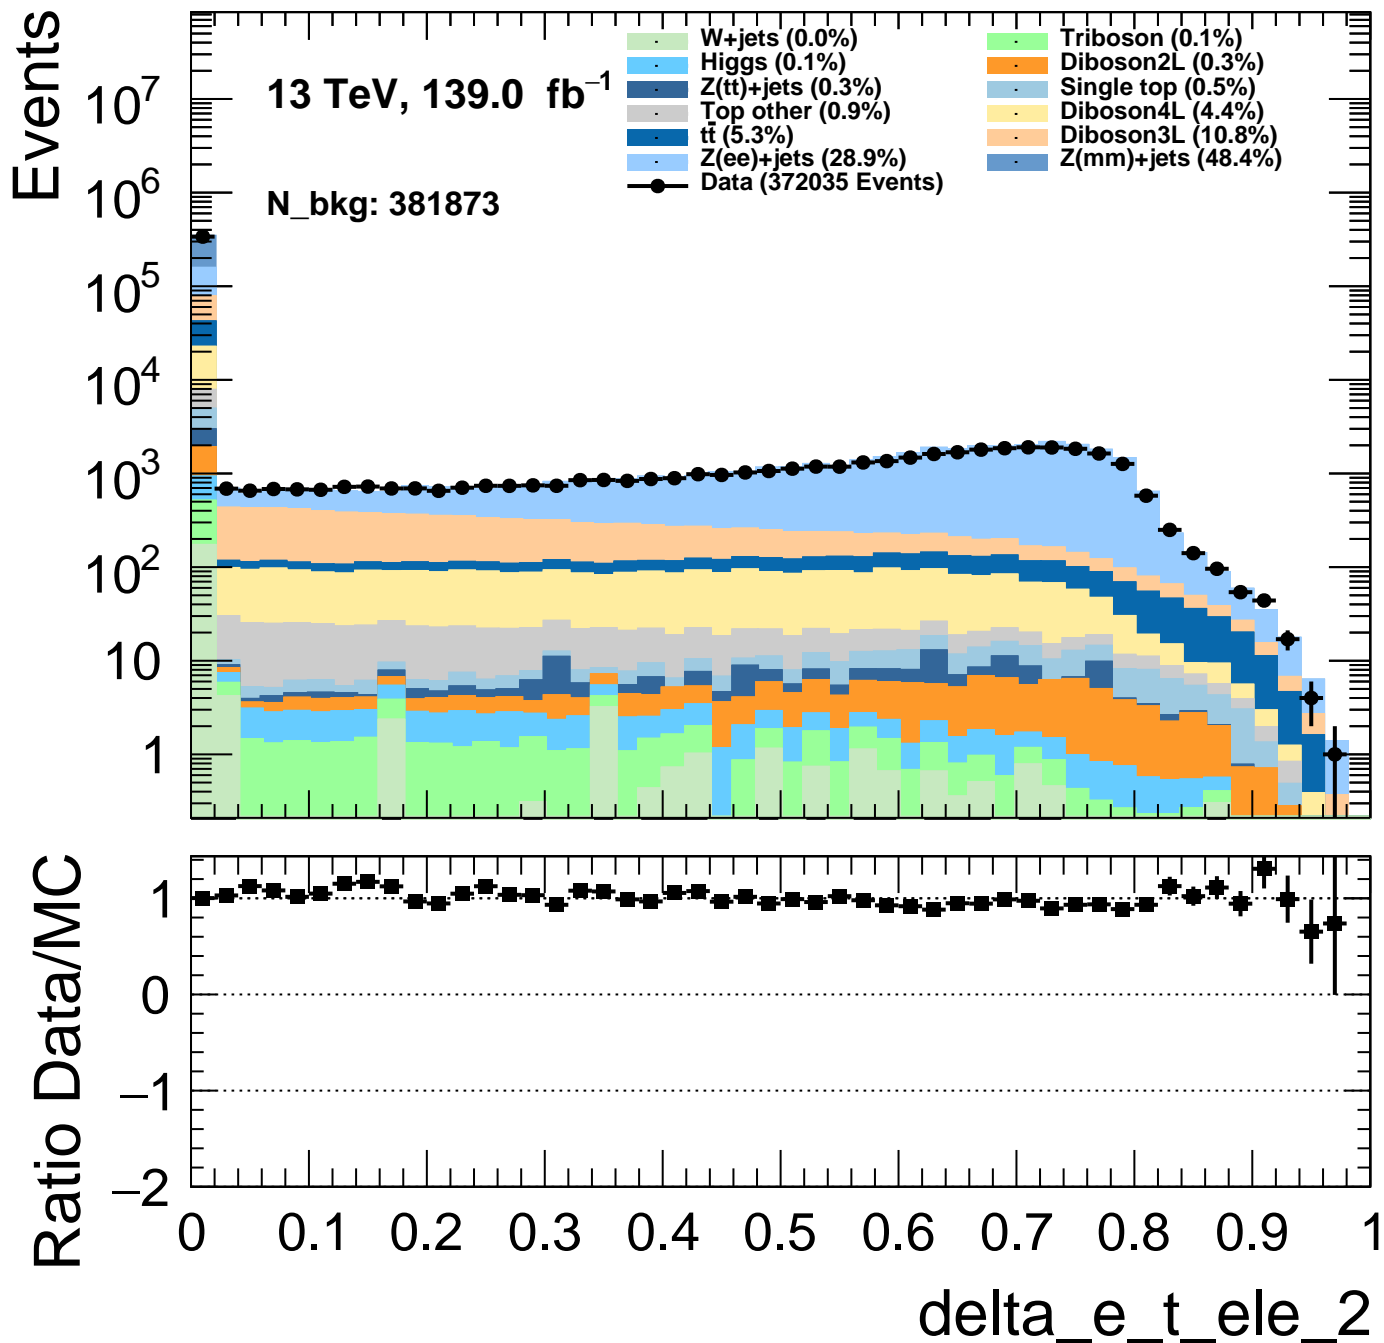 Events
13 TeV, 139.0 fb⁻¹
N_bkg: 381873
W+jets (0.0%)
Higgs (0.1%)
Z(tt)+jets (0.3%)
Top other (0.9%)
tt̄ (5.3%)
Z(ee)+jets (28.9%)
Data (372035 Events)
Triboson (0.1%)
Diboson2L (0.3%)
Single top (0.5%)
Diboson4L (4.4%)
Diboson3L (10.8%)
Z(mm)+jets (48.4%)
10⁷
10⁶
10⁵
10⁴
10³
10²
10
1
Ratio Data/MC
1
0
−1
−2
0 0.1 0.2 0.3 0.4 0.5 0.6 0.7 0.8 0.9 1
delta_e_t_ele_2